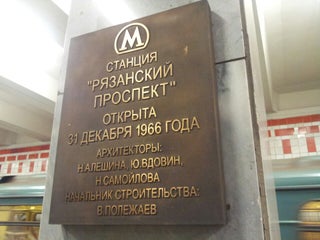 М
СТАНЦИЯ
"РЯЗАНСКИЙ
ПРОСПЕКТ"
ОТКРЫТА
31 ДЕКАБРЯ 1966 ГОДА
АРХИТЕКТОРЫ:
Н.АЛЕШИНА, Ю.ВДОВИН,
Н.САМОЙЛОВА
НАЧАЛЬНИК СТРОИТЕЛЬСТВА:
В.ПОЛЕЖАЕВ